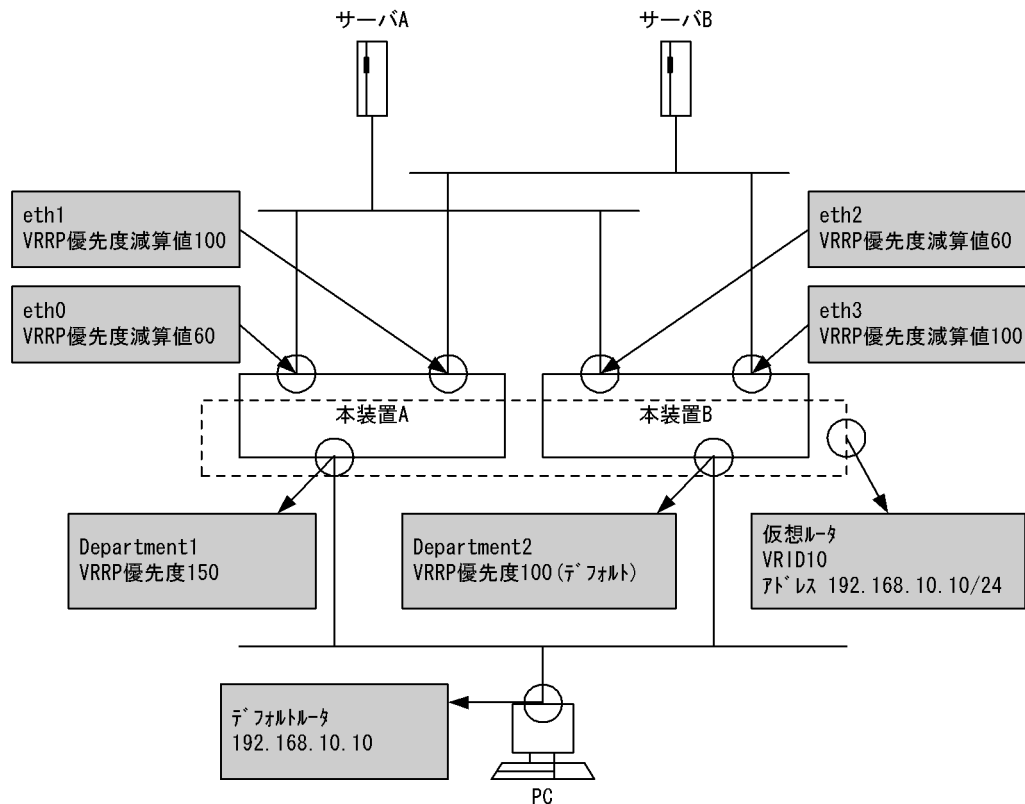 サーバA
サーバB
eth1
VRRP優先度減算値100
eth2
VRRP優先度減算値60
eth0
VRRP優先度減算値60
eth3
VRRP優先度減算値100
本装置A
本装置B
Department1
VRRP優先度150
Department2
VRRP優先度100(ﾃﾞﾌｫﾙﾄ)
仮想ﾙｰﾀ
VRID10
ｱﾄﾞﾚｽ 192.168.10.10/24
ﾃﾞﾌｫﾙﾄﾙｰﾀ
192.168.10.10
PC